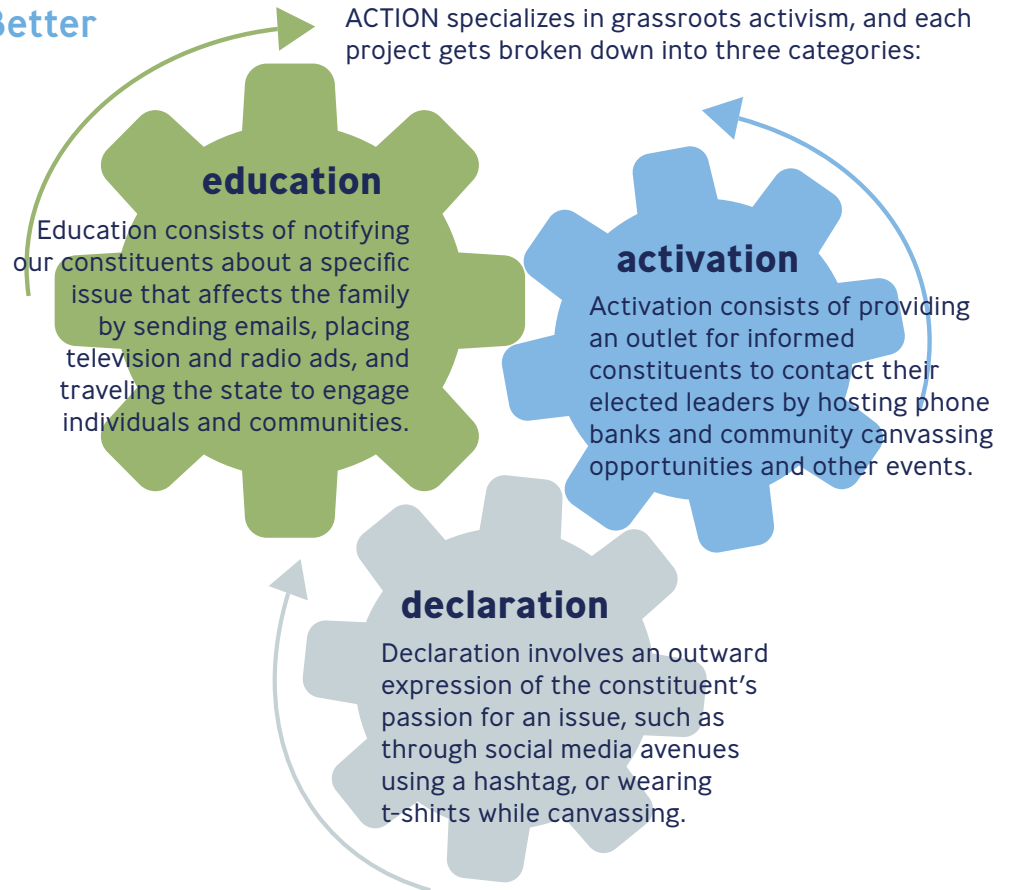 Better
ACTION specializes in grassroots activism, and each
project gets broken down into three categories:
education
Education consists of notifying
our constituents about a specific
issue that affects the family
by sending emails, placing
television and radio ads, and
traveling the state to engage
individuals and communities.
activation
Activation consists of providing
an outlet for informed
constituents to contact their
elected leaders by hosting phone
banks and community canvassing
opportunities and other events.
declaration
Declaration involves an outward
expression of the constituent’s
passion for an issue, such as
through social media avenues
using a hashtag, or wearing
t-shirts while canvassing.